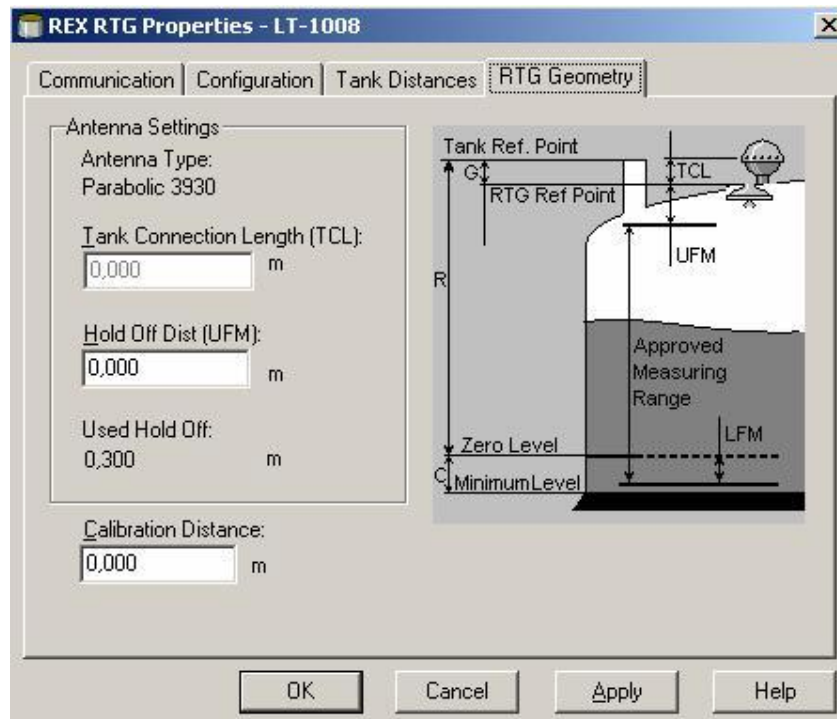 REX RTG Properties - LT-1008
Communication Configuration Tank Distances RTG Geometry
Antenna Settings
Antenna Type:
Parabolic 3930
Tank Connection Length (TCL):
0,000 m
Hold Off Dist (UFM):
0,000 m
Used Hold Off:
0,300 m
Calibration Distance:
0,000 m
Tank Ref. Point
G
TCL
RTG Ref Point
UFM
R
Approved
Measuring
Range
Zero Level
LFM
C
Minimum Level
OK Cancel Apply Help